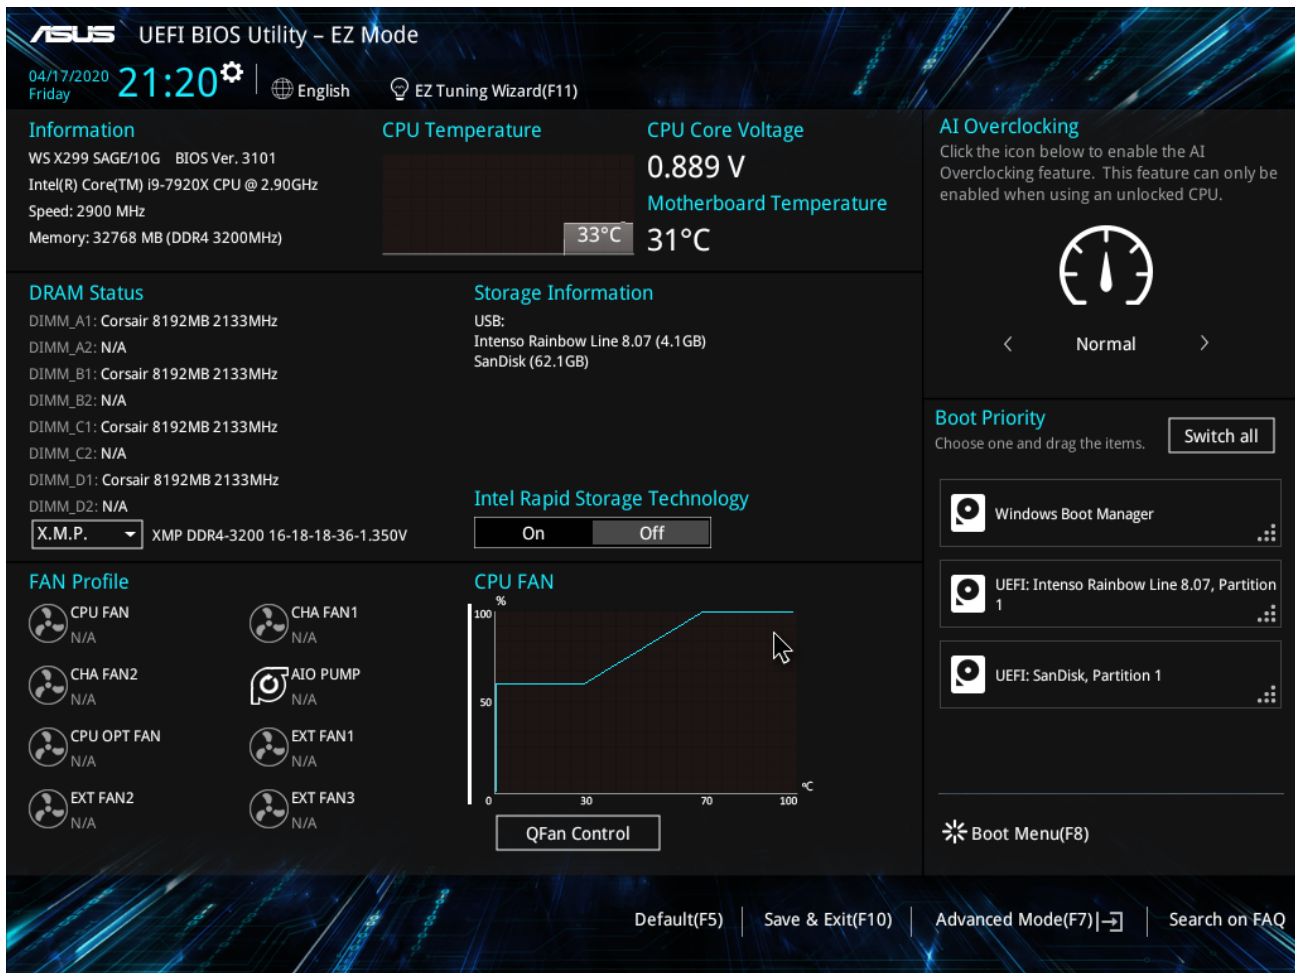 ASUS UEFI BIOS Utility – EZ Mode
04/17/2020
Friday
21:20
English
EZ Tuning Wizard(F11)
Information
WS X299 SAGE/10G BIOS Ver. 3101
Intel(R) Core(TM) i9-7920X CPU @ 2.90GHz
Speed: 2900 MHz
Memory: 32768 MB (DDR4 3200MHz)
CPU Temperature
33°C
CPU Core Voltage
0.889 V
Motherboard Temperature
31°C
AI Overclocking
Click the icon below to enable the AI
Overclocking feature. This feature can only be
enabled when using an unlocked CPU.
Normal
DRAM Status
DIMM_A1: Corsair 8192MB 2133MHz
DIMM_A2: N/A
DIMM_B1: Corsair 8192MB 2133MHz
DIMM_B2: N/A
DIMM_C1: Corsair 8192MB 2133MHz
DIMM_C2: N/A
DIMM_D1: Corsair 8192MB 2133MHz
DIMM_D2: N/A
X.M.P.
XMP DDR4-3200 16-18-18-36-1.350V
Storage Information
USB:
Intenso Rainbow Line 8.07 (4.1GB)
SanDisk (62.1GB)
Intel Rapid Storage Technology
On
Off
Boot Priority
Choose one and drag the items.
Switch all
Windows Boot Manager
UEFI: Intenso Rainbow Line 8.07, Partition
1
UEFI: SanDisk, Partition 1
Boot Menu(F8)
FAN Profile
CPU FAN
N/A
CHA FAN1
N/A
CHA FAN2
N/A
AIO PUMP
N/A
CPU OPT FAN
N/A
EXT FAN1
N/A
EXT FAN2
N/A
EXT FAN3
N/A
CPU FAN
%
100
50
0
30
70
100
°C
QFan Control
Default(F5)
Save & Exit(F10)
Advanced Mode(F7)
Search on FAQ